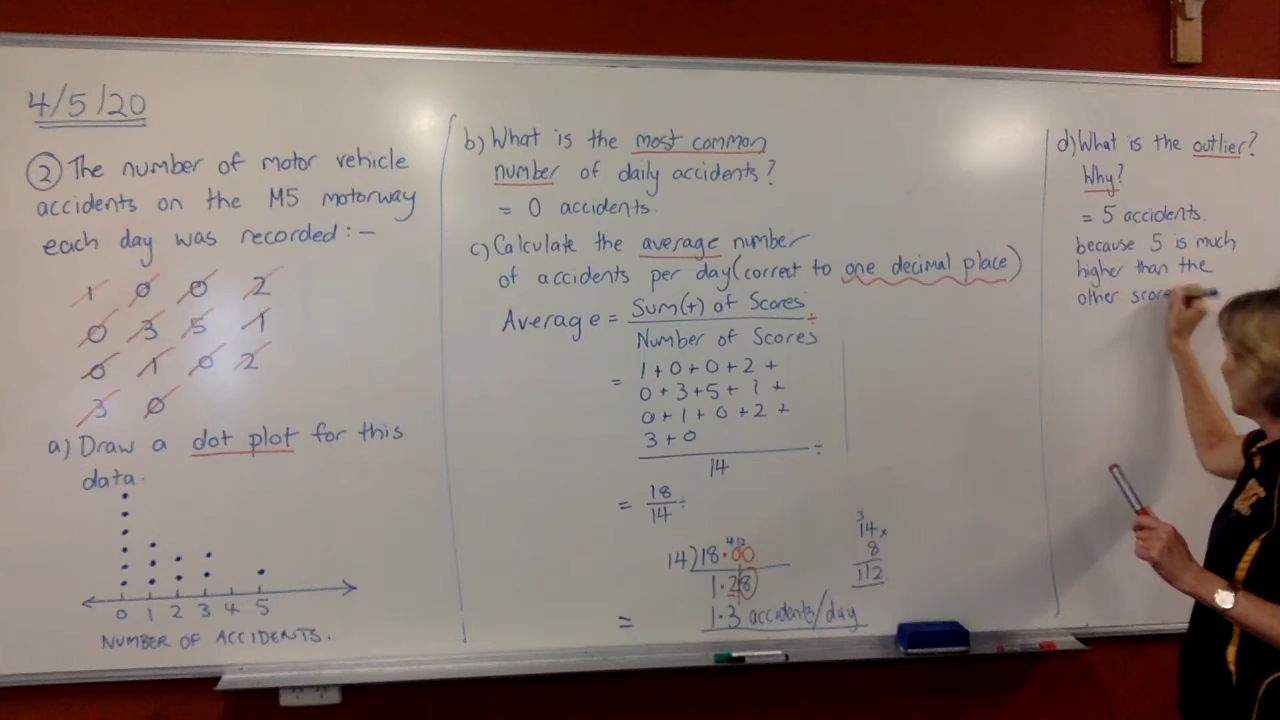 4/5/20
② The number of motor vehicle
accidents on the M5 motorway
each day was recorded:-
1 0 0 2
0 3 5 1
0 1 0 2
3 0
a) Draw a dot plot for this
data.
0 1 2 3 4 5
NUMBER OF ACCIDENTS.
b) What is the most common
number of daily accidents?
= 0 accidents.
c) Calculate the average number
of accidents per day (correct to one decimal place)
Average = Sum(+) of Scores ÷
Number of Scores
= 1+0+0+2+
0+3+5+1+
0+1+0+2+
3+0
÷
14
= 18
14 ÷
412
14)18.00
1.28
= 1.3 accidents/day
3
14x
8
112
d) What is the outlier?
Why?
= 5 accidents.
because 5 is much
higher than the
other